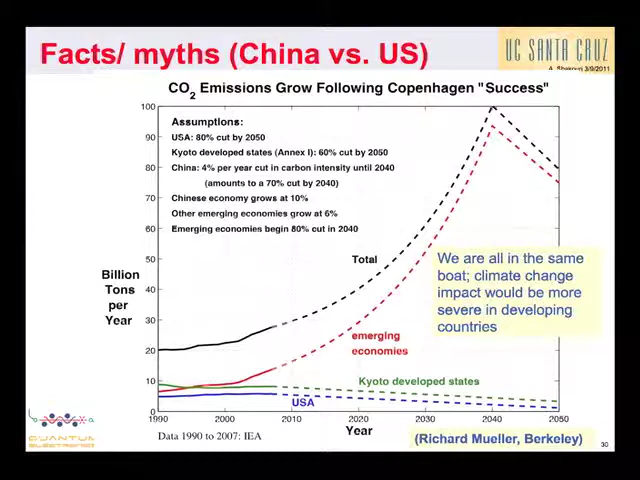 Facts/ myths (China vs. US)
UC SANTA CRUZ
A. Shakouri 3/9/2011
CO2 Emissions Grow Following Copenhagen "Success"
Assumptions:
USA: 80% cut by 2050
Kyoto developed states (Annex I): 60% cut by 2050
China: 4% per year cut in carbon intensity until 2040
(amounts to a 70% cut by 2040)
Chinese economy grows at 10%
Other emerging economies grow at 6%
Emerging economies begin 80% cut in 2040
100
90
80
70
60
50
40
30
20
10
0
Billion
Tons
per
Year
Total
We are all in the same
boat; climate change
impact would be more
severe in developing
countries
emerging
economies
Kyoto developed states
USA
1990
2000
2010
2020
2030
2040
2050
Year
Data 1990 to 2007: IEA
(Richard Mueller, Berkeley)
QUANTUM
ELECTRONICS
30